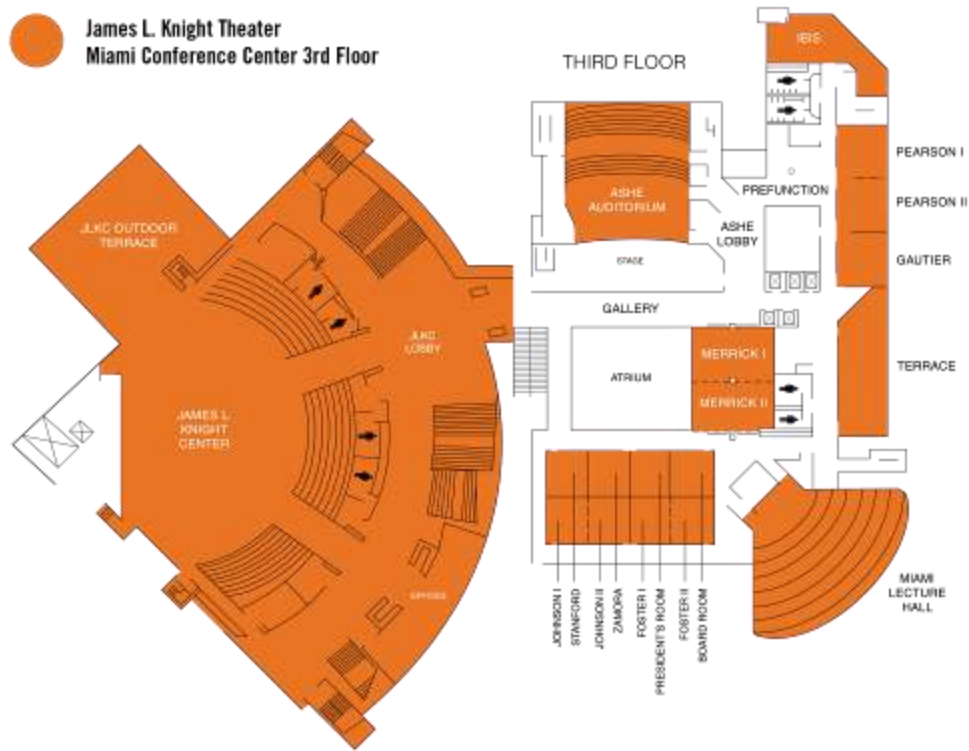 James L. Knight Theater
Miami Conference Center 3rd Floor
THIRD FLOOR
IBIS
PEARSON I
PEARSON II
GAUTIER
TERRACE
PREFUNCTION
ASHE
AUDITORIUM
ASHE
LOBBY
STAGE
GALLERY
ATRIUM
MERRICK I
MERRICK II
JLKC OUTDOOR
TERRACE
JLKC
LOBBY
JAMES L
KNIGHT
CENTER
JOHNSON I
STANFORD
JOHNSON II
ZAMORA
FOSTER I
PRESIDENT'S ROOM
FOSTER II
BOARD ROOM
MIAMI
LECTURE
HALL